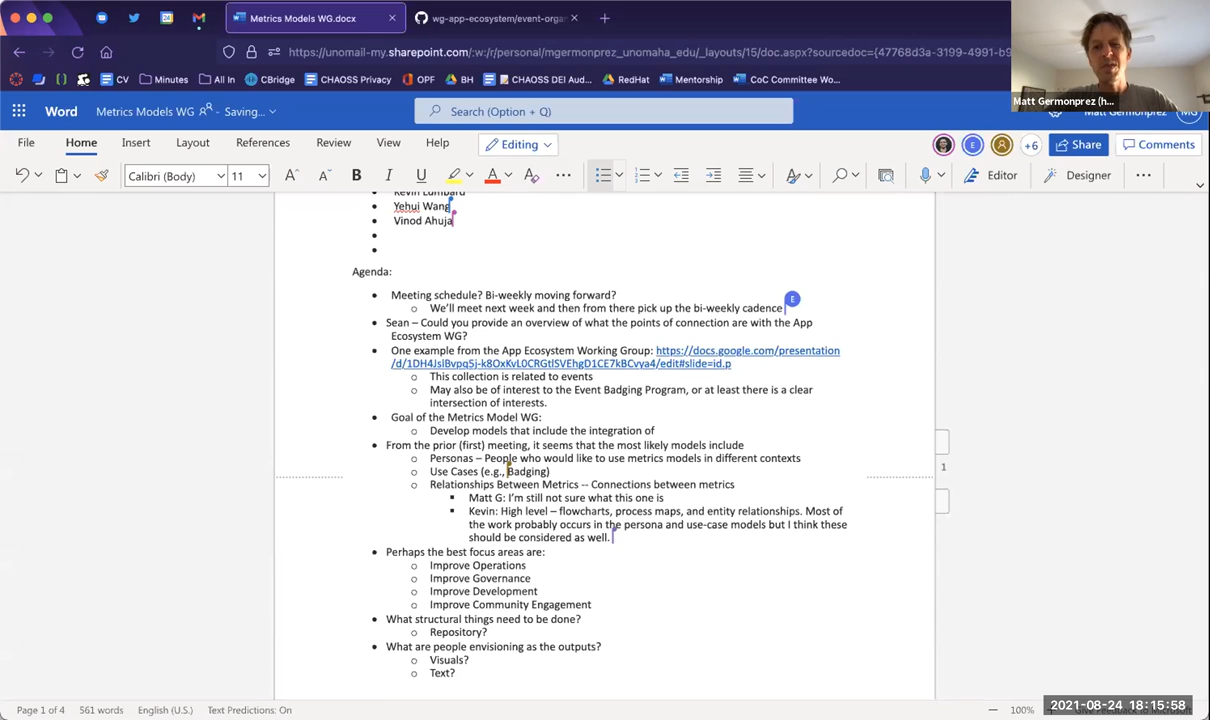 Metrics Models WG.docx
wg-app-ecosystem/event-orga
https://unomail-my.sharepoint.com/:w:/r/personal/mgermonprez_unomaha_edu/_layouts/15/doc.aspx?sourcedoc={47768d3a-3199-4991-b9
CV Minutes All In CBridge CHAOSS Privacy OPF BH CHAOSS DEI Aud... RedHat Mentorship CoC Committee Wo...
Matt Germonprez (h...
Word Metrics Models WG - Saving... Search (Option + Q) Matt Germonprez MG
File Home Insert Layout References Review View Help Editing E A +6 Share Comments
Calibri (Body) 11 B I U Editor Designer
Kevin Lumbard
Yehui Wang
Vinod Ahuja
Agenda:
Meeting schedule? Bi-weekly moving forward?
We'll meet next week and then from there pick up the bi-weekly cadence
E
Sean – Could you provide an overview of what the points of connection are with the App
Ecosystem WG?
One example from the App Ecosystem Working Group: https://docs.google.com/presentation
/d/1DH4JslBvpq5j-k8OxKvL0CRGtlSVEhgD1CE7kBCvya4/edit#slide=id.p
This collection is related to events
May also be of interest to the Event Badging Program, or at least there is a clear
intersection of interests.
Goal of the Metrics Model WG:
Develop models that include the integration of
From the prior (first) meeting, it seems that the most likely models include
Personas – People who would like to use metrics models in different contexts
Use Cases (e.g., Badging)
Relationships Between Metrics -- Connections between metrics
Matt G: I'm still not sure what this one is
Kevin: High level – flowcharts, process maps, and entity relationships. Most of
the work probably occurs in the persona and use-case models but I think these
should be considered as well.
Perhaps the best focus areas are:
Improve Operations
Improve Governance
Improve Development
Improve Community Engagement
What structural things need to be done?
Repository?
What are people envisioning as the outputs?
Visuals?
Text?
1
Page 1 of 4 561 words English (U.S.) Text Predictions: On 100%
2021-08-24 18:15:58